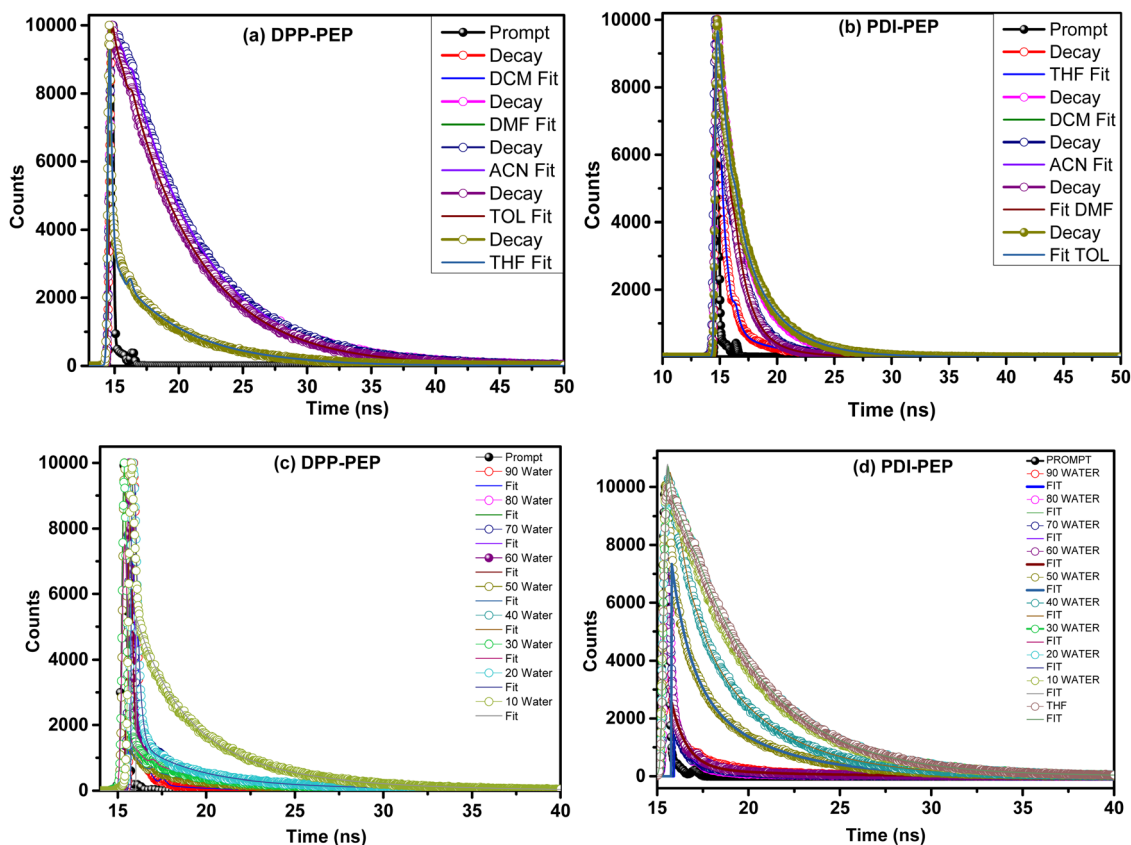 (a) DPP-PEP
Prompt
Decay
DCM Fit
Decay
DMF Fit
Decay
ACN Fit
Decay
TOL Fit
Decay
THF Fit
10000
8000
6000
4000
2000
0
Counts
15 20 25 30 35 40 45 50
Time (ns)
(b) PDI-PEP
Prompt
Decay
THF Fit
Decay
DCM Fit
Decay
ACN Fit
Decay
Fit DMF
Decay
Fit TOL
10000
8000
6000
4000
2000
0
Counts
10 15 20 25 30 35 40 45 50
Time (ns)
(c) DPP-PEP
Prompt
90 Water
Fit
80 Water
Fit
70 Water
Fit
60 Water
Fit
50 Water
Fit
40 Water
Fit
30 Water
Fit
20 Water
Fit
10 Water
Fit
10000
8000
6000
4000
2000
0
Counts
15 20 25 30 35 40
Time (ns)
(d) PDI-PEP
PROMPT
90 WATER
FIT
80 WATER
FIT
70 WATER
FIT
60 WATER
FIT
50 WATER
FIT
40 WATER
FIT
30 WATER
FIT
20 WATER
FIT
10 WATER
FIT
THF
FIT
10000
8000
6000
4000
2000
0
Counts
15 20 25 30 35 40
Time (ns)